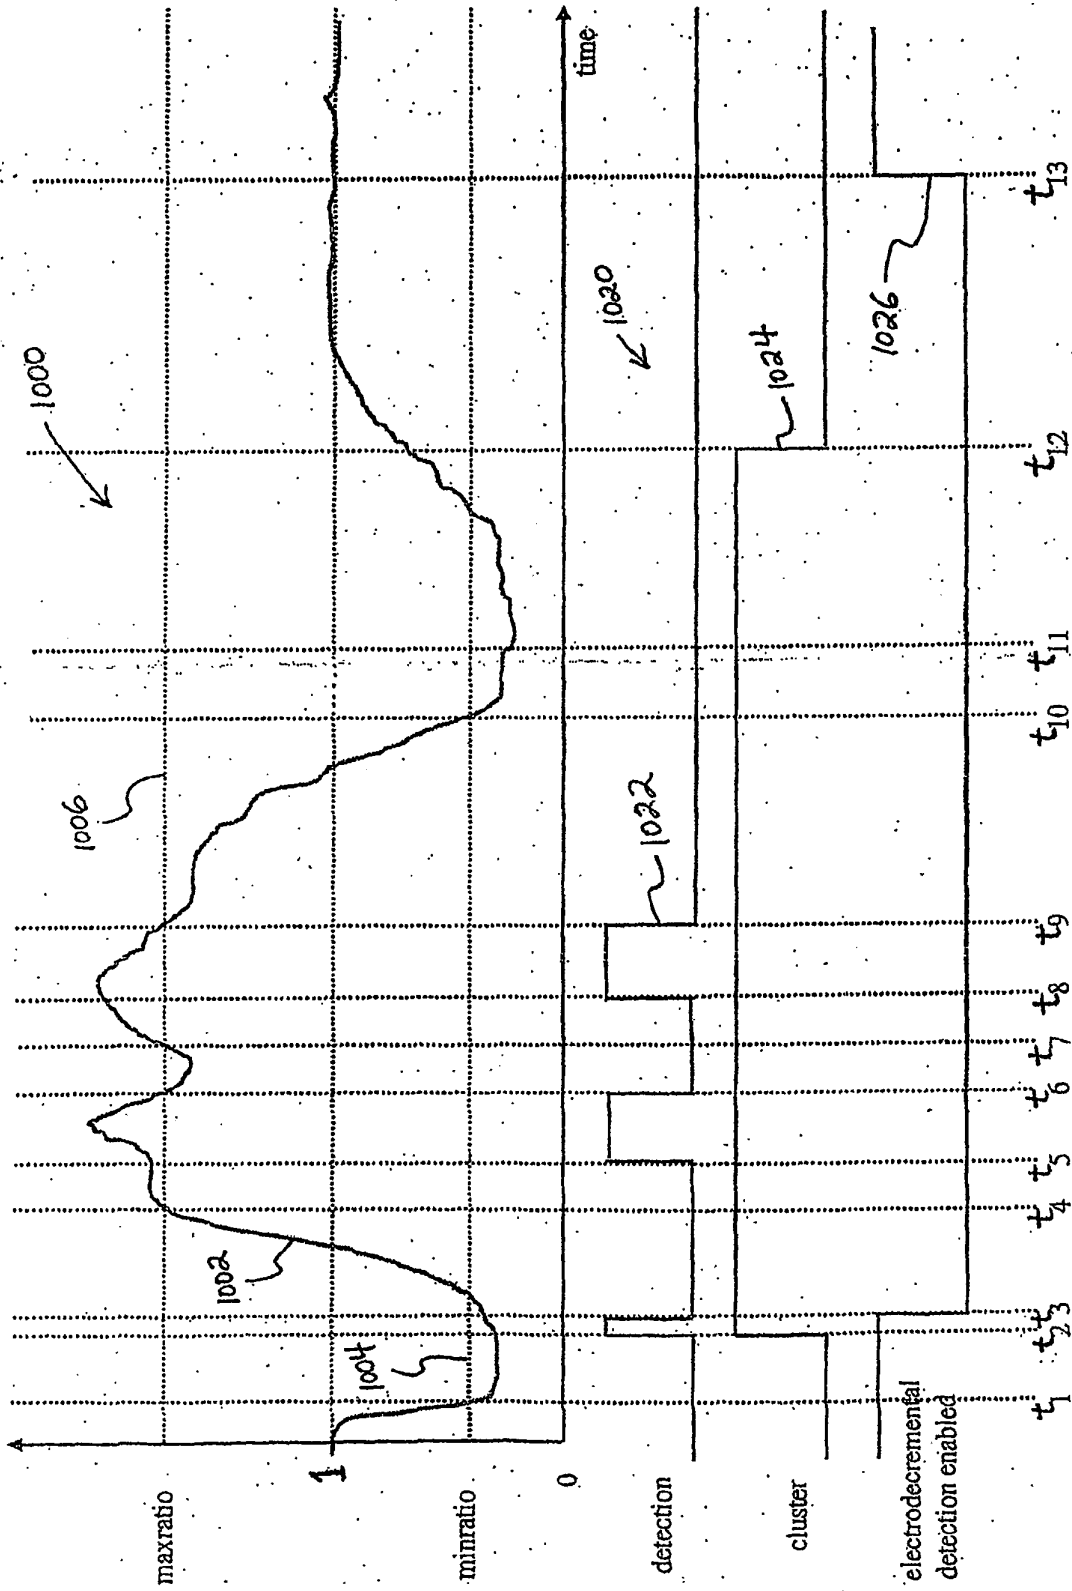 1000
maxratio
1006
1002
1
1004
minratio
0
time
1020
detection
1022
cluster
1024
electrodecremental
detection enabled
1026
t1 t2 t3 t4 t5 t6 t7 t8 t9 t10 t11 t12 t13